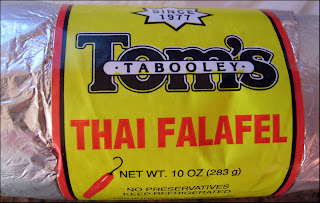 SINCE
1977
Tom's
·TABOOLEY·
THAI FALAFEL
NET WT. 10 OZ (283 g)
NO PRESERVATIVES
KEEP REFRIGERATED